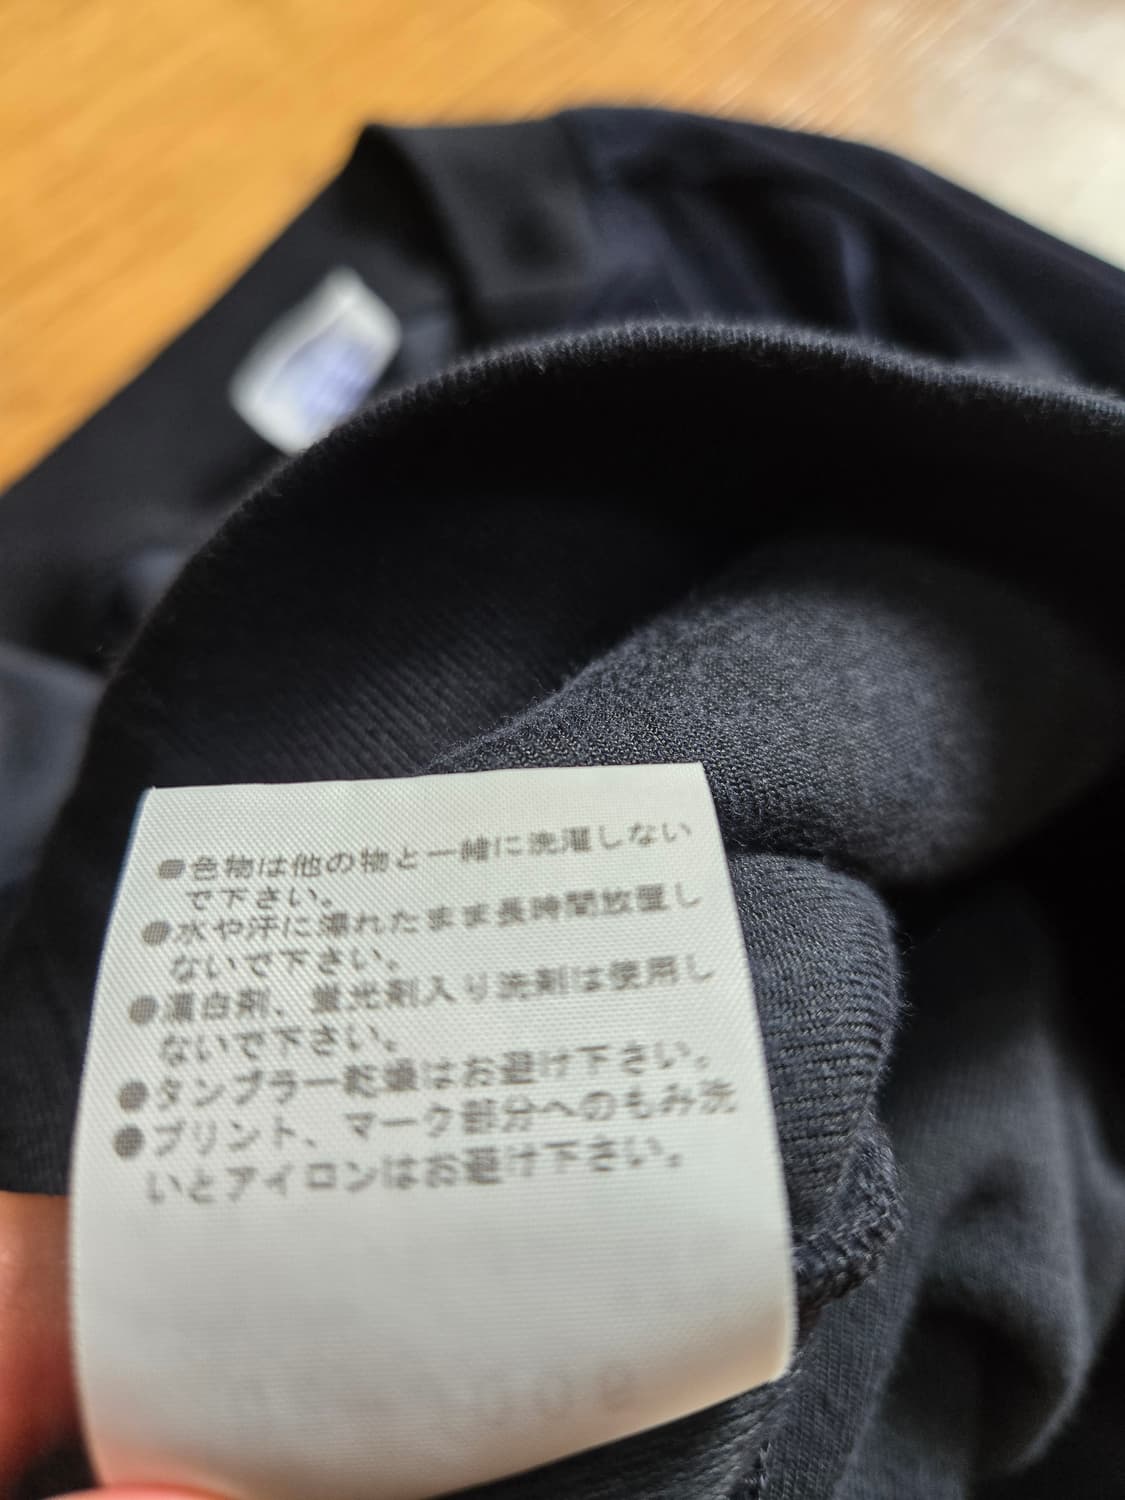 ●色物は他の物と一緒に洗濯しない
で下さい。
●水や汗に濡れたまま長時間放置し
ないで下さい。
●漂白剤、蛍光剤入り洗剤は使用し
ないで下さい。
●タンブラー乾燥はお避け下さい。
●プリント、マーク部分へのもみ洗
いとアイロンはお避け下さい。